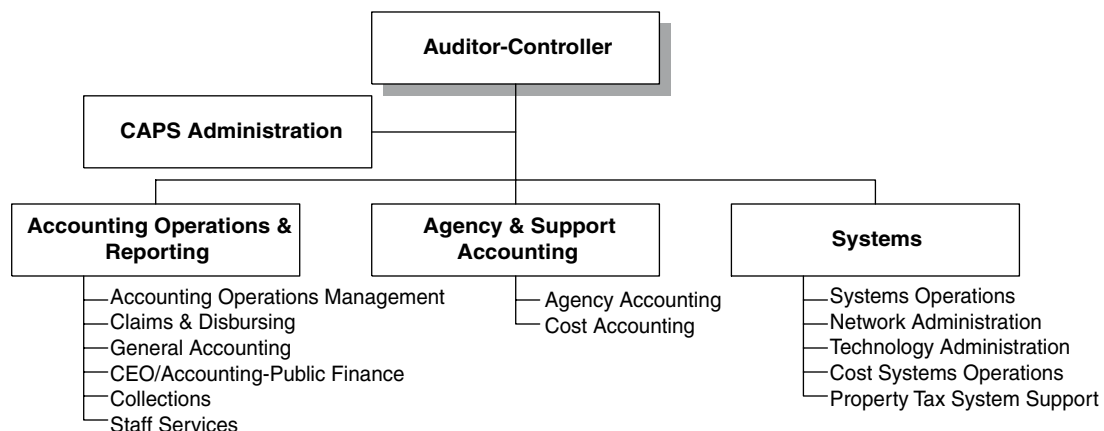 Auditor-Controller
CAPS Administration
Accounting Operations &
Reporting
Accounting Operations Management
Claims & Disbursing
General Accounting
CEO/Accounting-Public Finance
Collections
Staff Services
Agency & Support
Accounting
Agency Accounting
Cost Accounting
Systems
Systems Operations
Network Administration
Technology Administration
Cost Systems Operations
Property Tax System Support